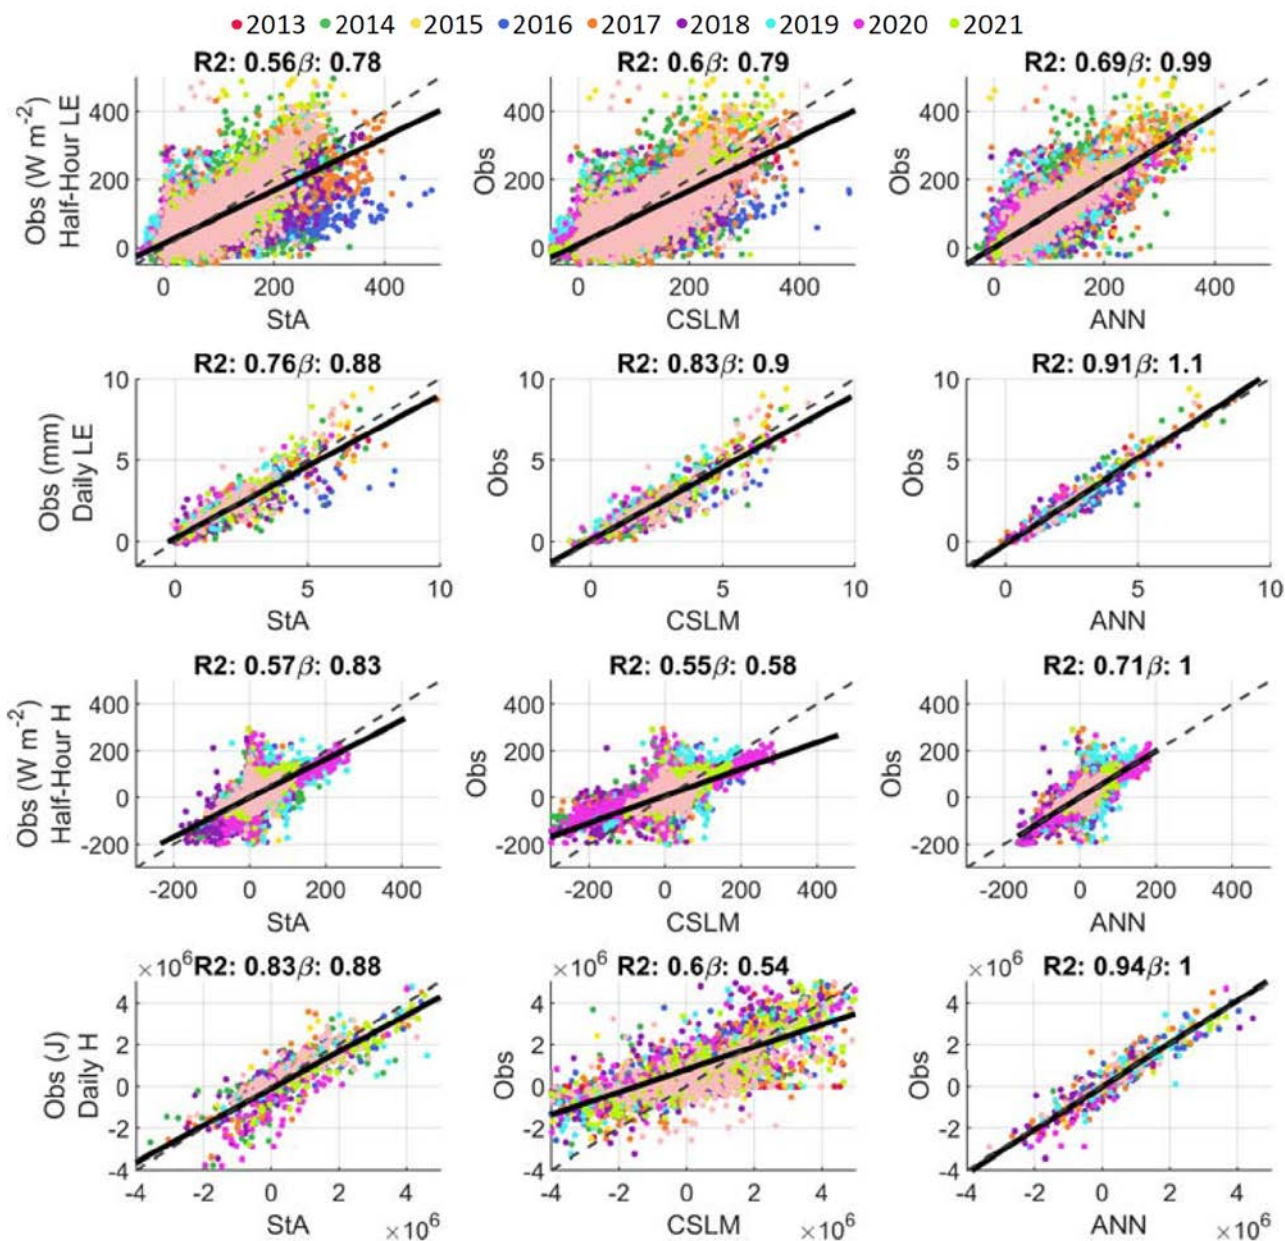 2013 2014 2015 2016 2017 2018 2019 2020 2021
R2: 0.56β: 0.78 R2: 0.6β: 0.79 R2: 0.69β: 0.99
Obs (W m-2)
Half-Hour LE
400 200 0
0 200 400
StA
Obs
400 200 0
0 200 400
CSLM
Obs
400 200 0
0 200 400
ANN
R2: 0.76β: 0.88 R2: 0.83β: 0.9 R2: 0.91β: 1.1
Obs (mm)
Daily LE
10 5 0
0 5 10
StA
Obs
10 5 0
0 5 10
CSLM
Obs
10 5 0
0 5 10
ANN
R2: 0.57β: 0.83 R2: 0.55β: 0.58 R2: 0.71β: 1
Obs (W m-2)
Half-Hour H
400 200 0 -200
-200 0 200 400
StA
Obs
400 200 0 -200
-200 0 200 400
CSLM
Obs
400 200 0 -200
-200 0 200 400
ANN
×10^6 R2: 0.83β: 0.88 ×10^6 R2: 0.6β: 0.54 ×10^6 R2: 0.94β: 1
Obs (J)
Daily H
4 2 0 -2 -4
-4 -2 0 2 4
StA ×10^6
Obs
4 2 0 -2 -4
-4 -2 0 2 4
CSLM ×10^6
Obs
4 2 0 -2 -4
-4 -2 0 2 4
ANN ×10^6